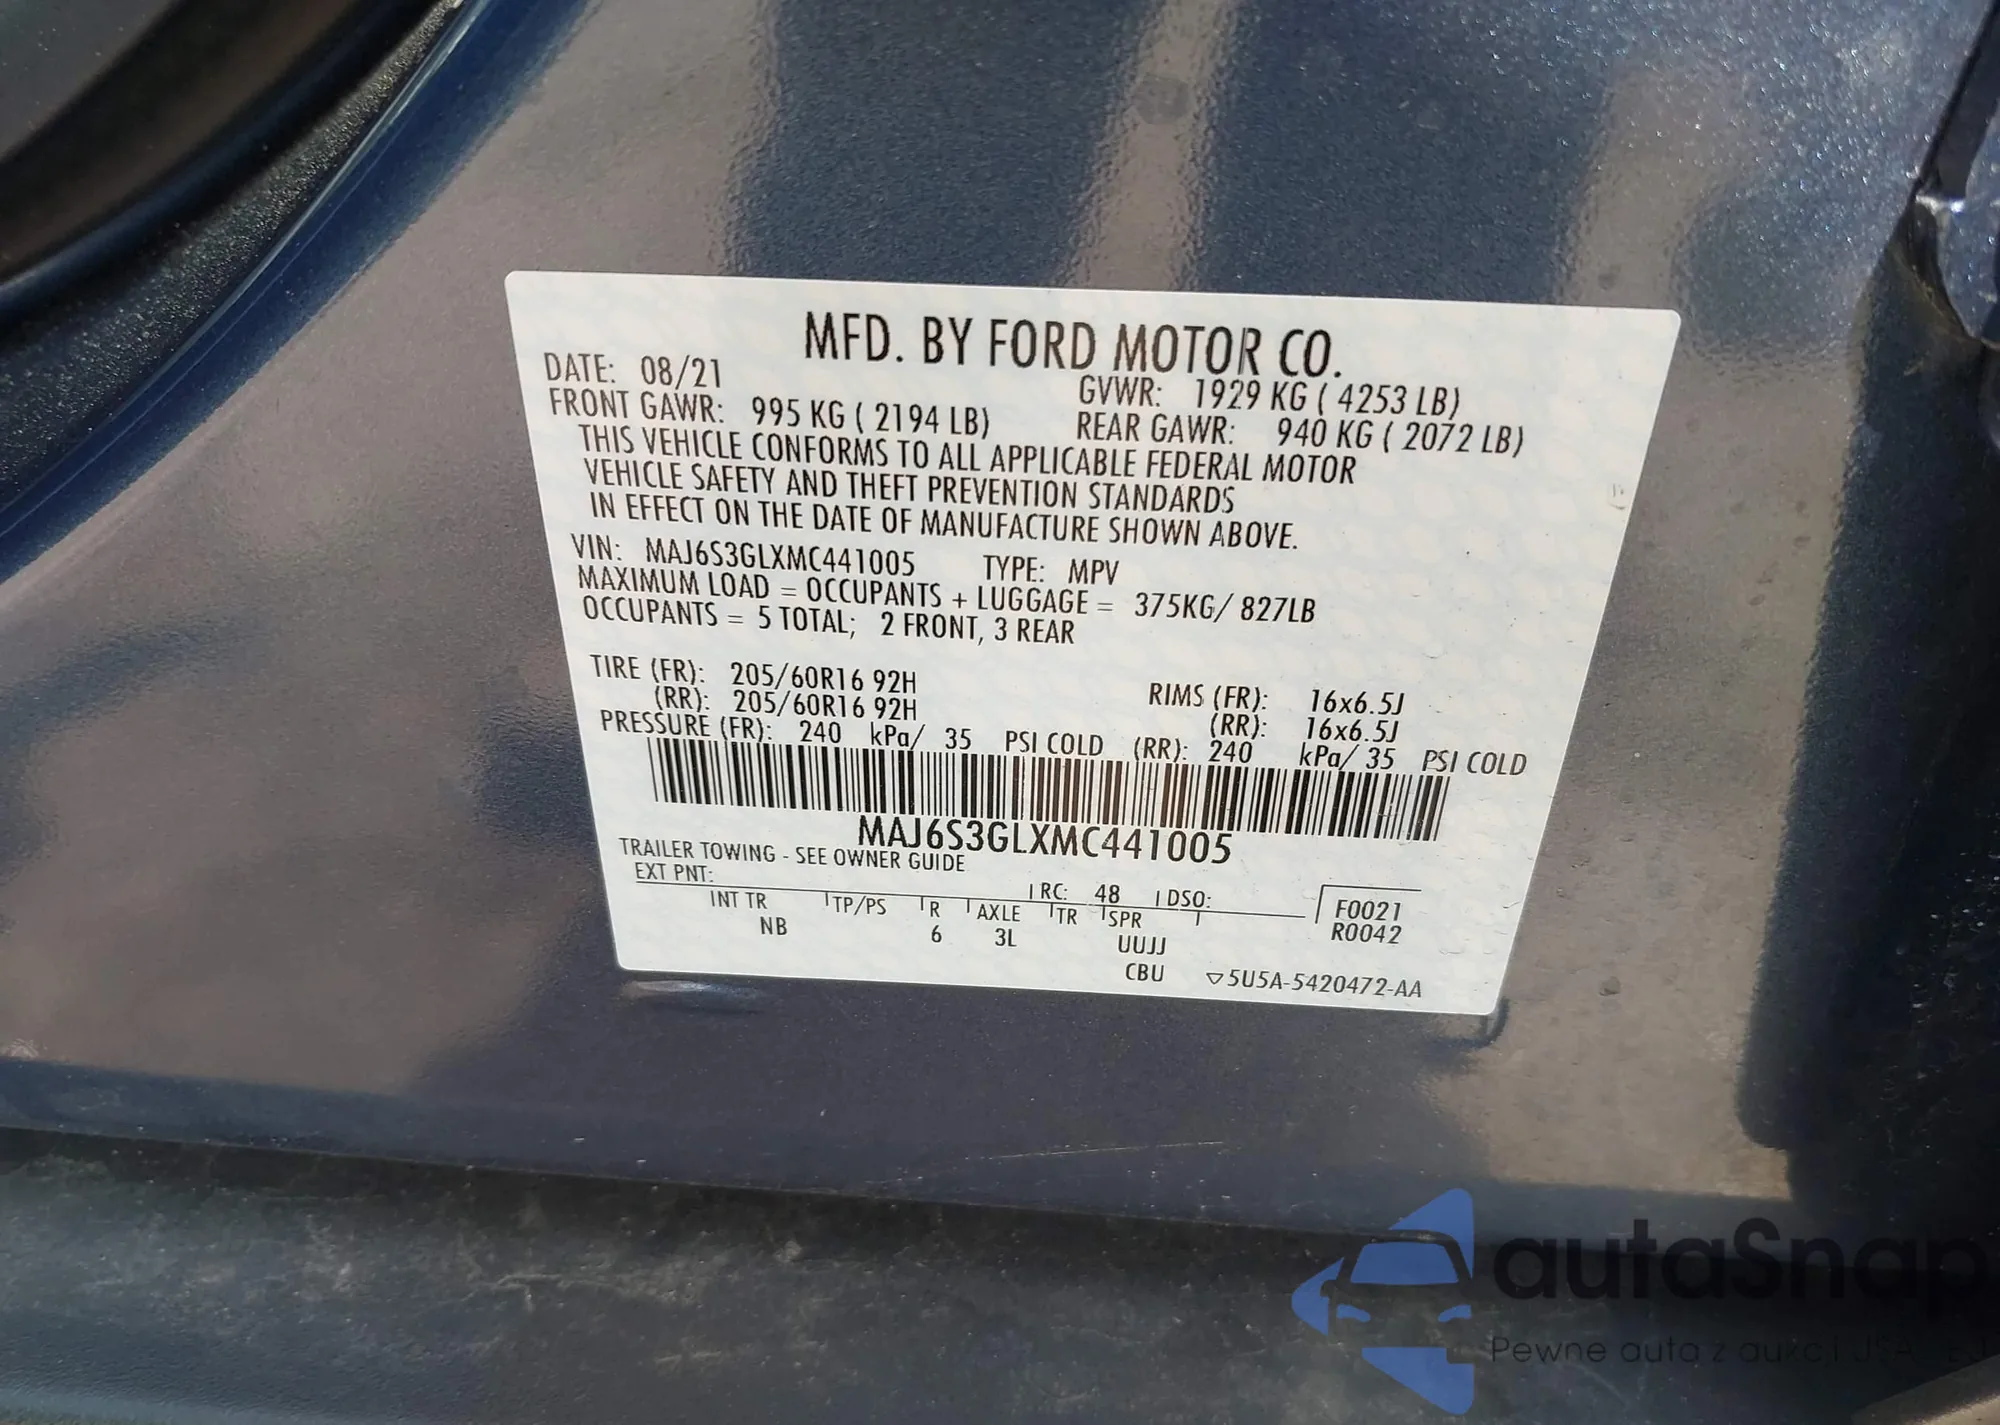 MFD. BY FORD MOTOR CO.
DATE: 08/21 GVWR: 1929 KG ( 4253 LB)
FRONT GAWR: 995 KG ( 2194 LB) REAR GAWR: 940 KG ( 2072 LB)
THIS VEHICLE CONFORMS TO ALL APPLICABLE FEDERAL MOTOR
VEHICLE SAFETY AND THEFT PREVENTION STANDARDS
IN EFFECT ON THE DATE OF MANUFACTURE SHOWN ABOVE.
VIN: MAJ6S3GLXMC441005 TYPE: MPV
MAXIMUM LOAD = OCCUPANTS + LUGGAGE = 375KG/ 827LB
OCCUPANTS = 5 TOTAL; 2 FRONT, 3 REAR
TIRE (FR): 205/60R16 92H RIMS (FR): 16x6.5J
(RR): 205/60R16 92H (RR): 16x6.5J
PRESSURE (FR): 240 kPa/ 35 PSI COLD (RR): 240 kPa/ 35 PSI COLD
MAJ6S3GLXMC441005
TRAILER TOWING - SEE OWNER GUIDE
EXT PNT: RC: 48 DSO:
INT TR TP/PS R AXLE TR SPR F0021
NB 6 3L UUJJ R0042
CBU ▽5U5A-5420472-AA
autaSnap
Pewne auta z